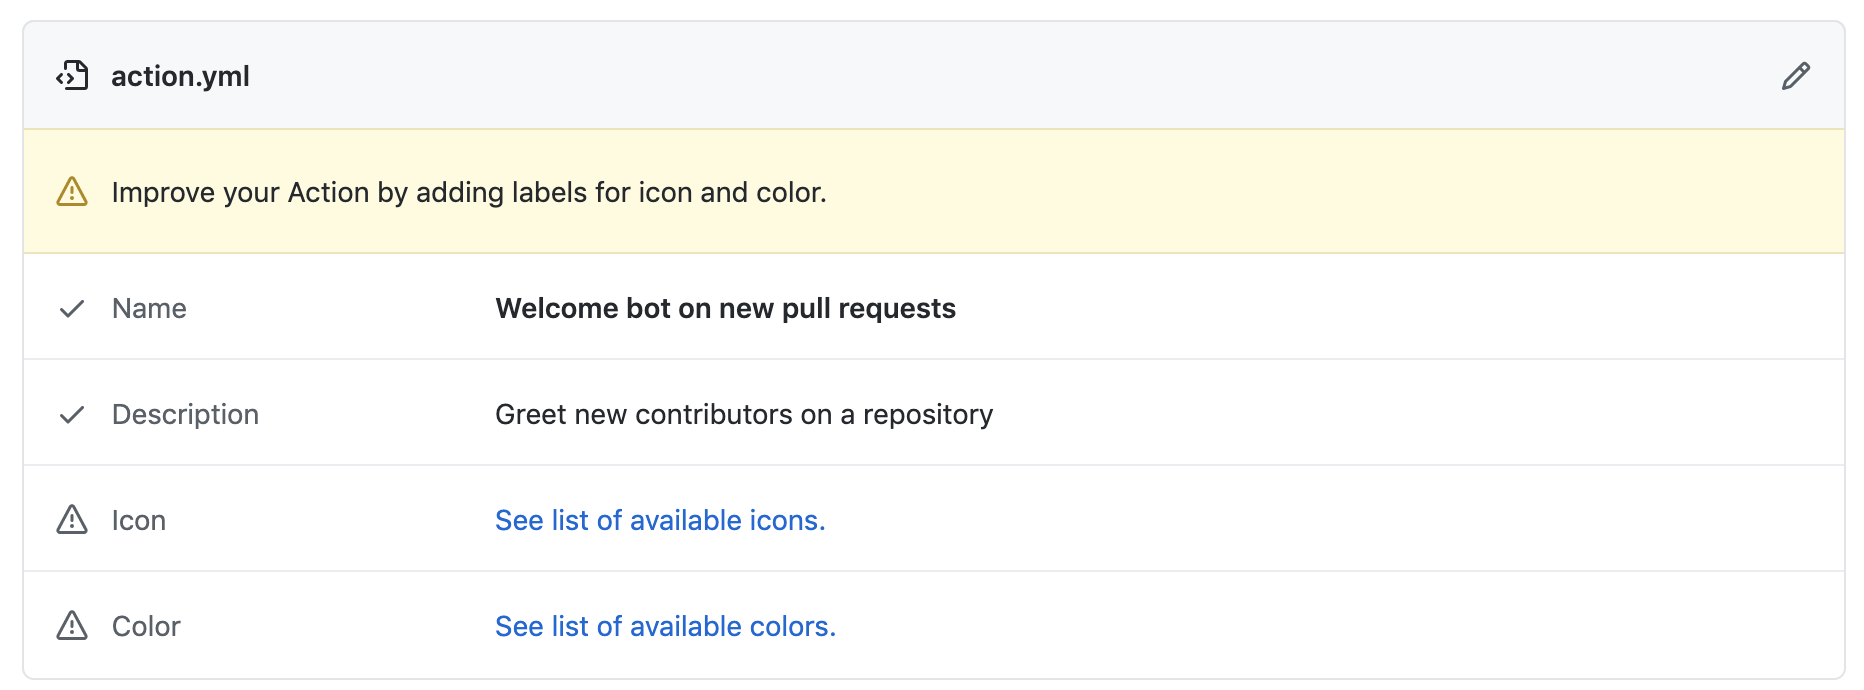 action.yml
Improve your Action by adding labels for icon and color.
Name Welcome bot on new pull requests
Description Greet new contributors on a repository
Icon See list of available icons.
Color See list of available colors.